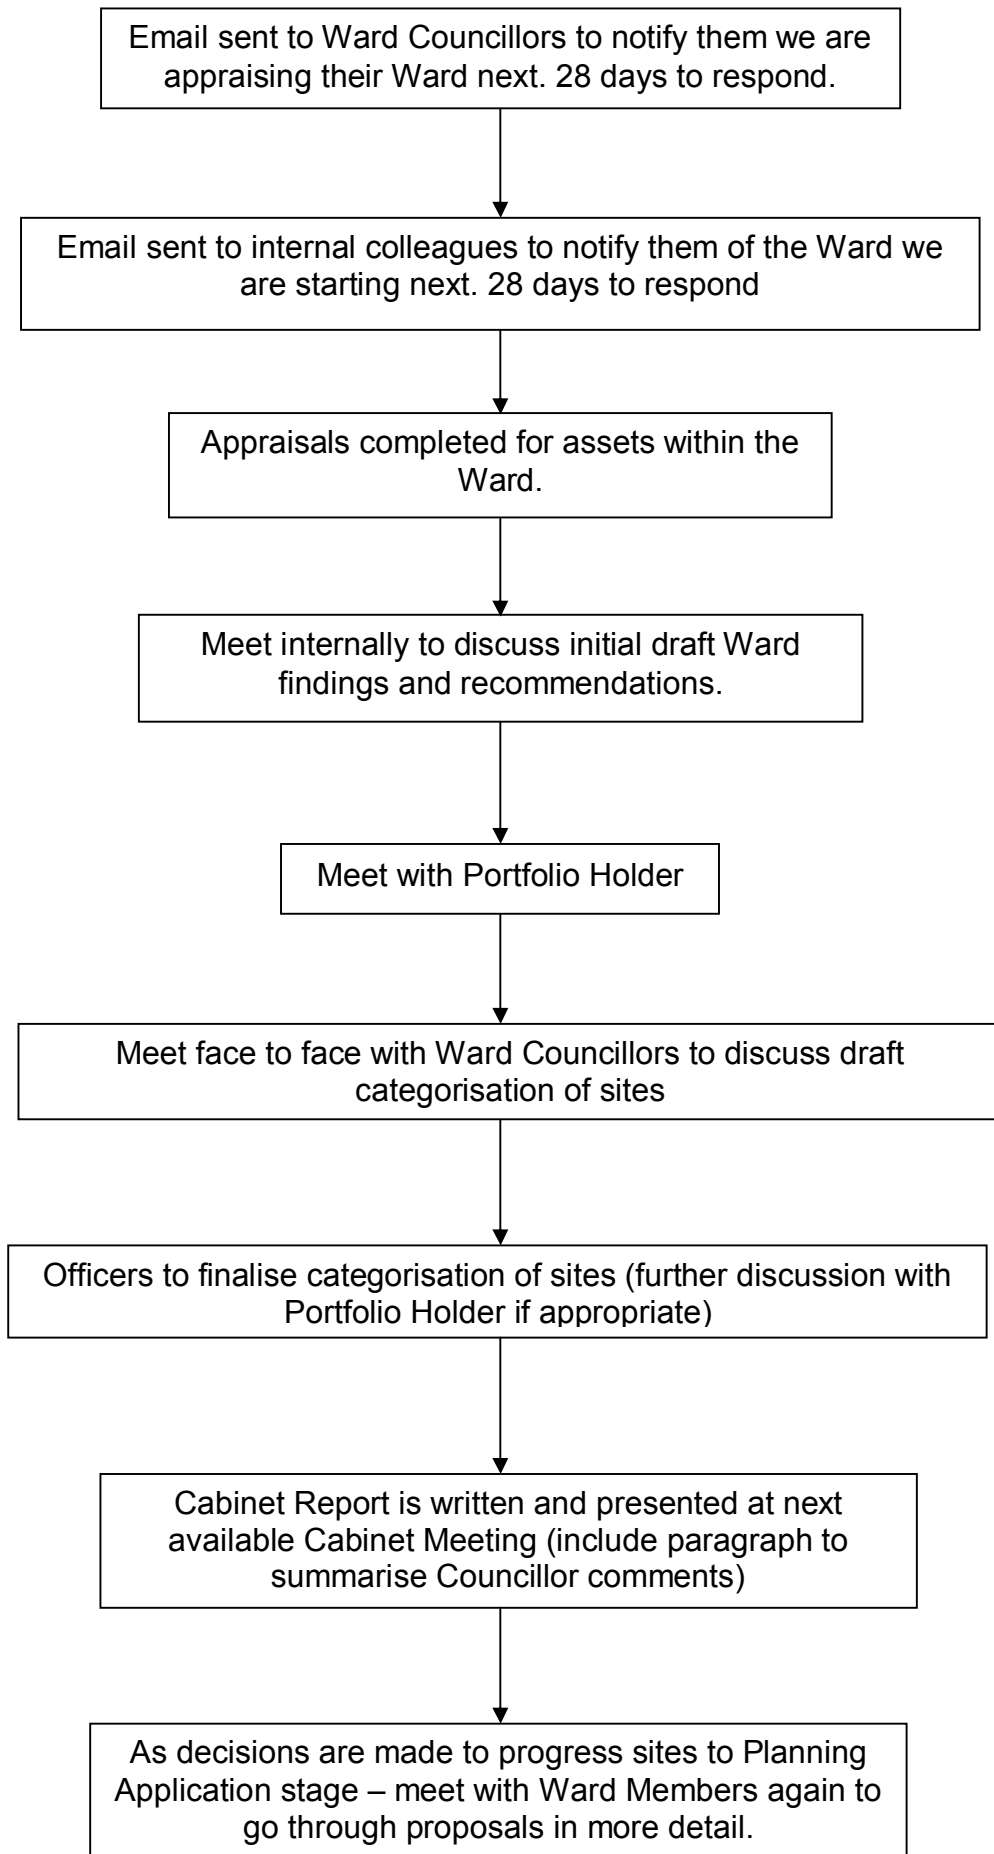 Email sent to Ward Councillors to notify them we are
appraising their Ward next. 28 days to respond.
Email sent to internal colleagues to notify them of the Ward we
are starting next. 28 days to respond
Appraisals completed for assets within the
Ward.
Meet internally to discuss initial draft Ward
findings and recommendations.
Meet with Portfolio Holder
Meet face to face with Ward Councillors to discuss draft
categorisation of sites
Officers to finalise categorisation of sites (further discussion with
Portfolio Holder if appropriate)
Cabinet Report is written and presented at next
available Cabinet Meeting (include paragraph to
summarise Councillor comments)
As decisions are made to progress sites to Planning
Application stage – meet with Ward Members again to
go through proposals in more detail.